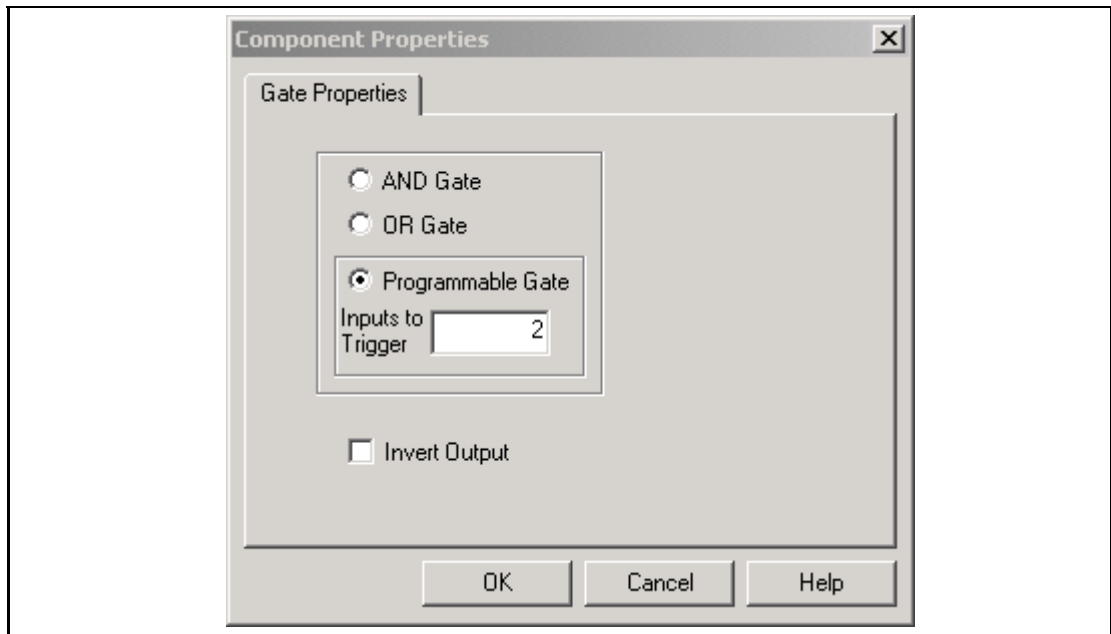 Component Properties
Gate Properties
AND Gate
OR Gate
Programmable Gate
Inputs to
Trigger
2
Invert Output
OK
Cancel
Help